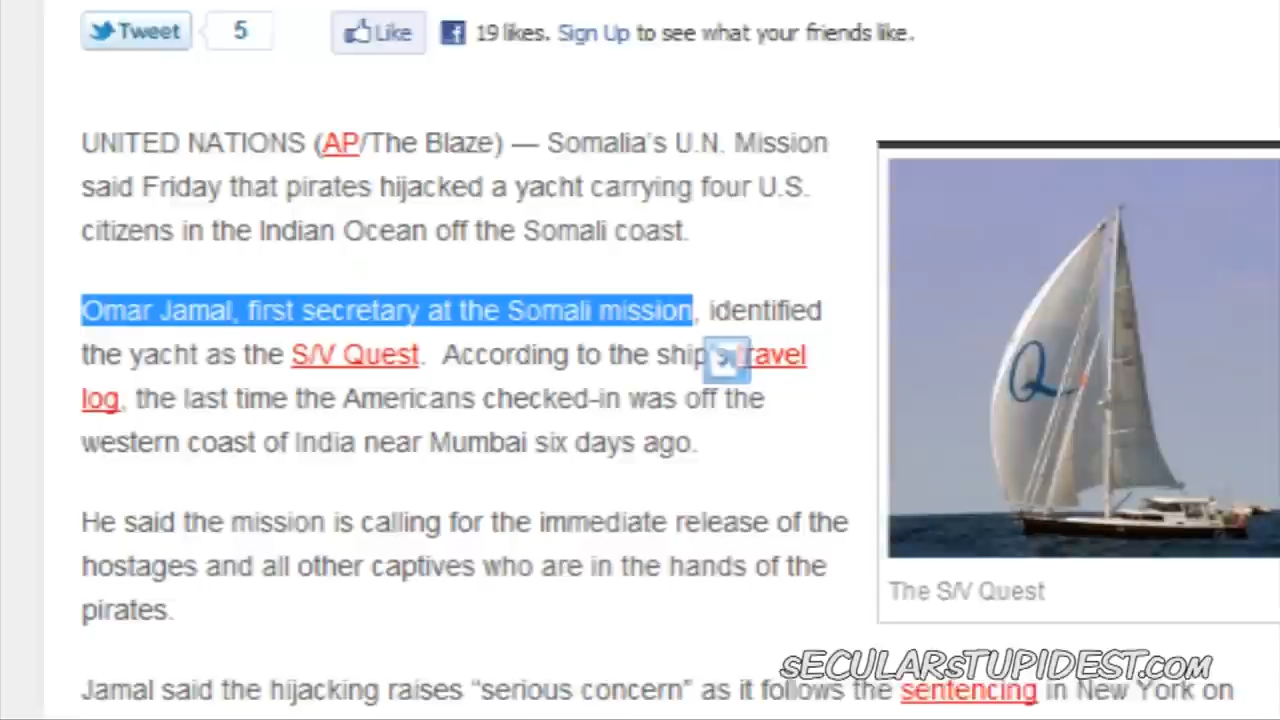 Tweet 5 Like 19 likes. Sign Up to see what your friends like.
UNITED NATIONS (AP/The Blaze) — Somalia's U.N. Mission
said Friday that pirates hijacked a yacht carrying four U.S.
citizens in the Indian Ocean off the Somali coast.
Omar Jamal, first secretary at the Somali mission, identified
the yacht as the S/V Quest. According to the ship's travel
log, the last time the Americans checked-in was off the
western coast of India near Mumbai six days ago.
He said the mission is calling for the immediate release of the
hostages and all other captives who are in the hands of the
pirates.
Q
The S/V Quest
sECULARsTUPIDEST.com
Jamal said the hijacking raises "serious concern" as it follows the sentencing in New York on